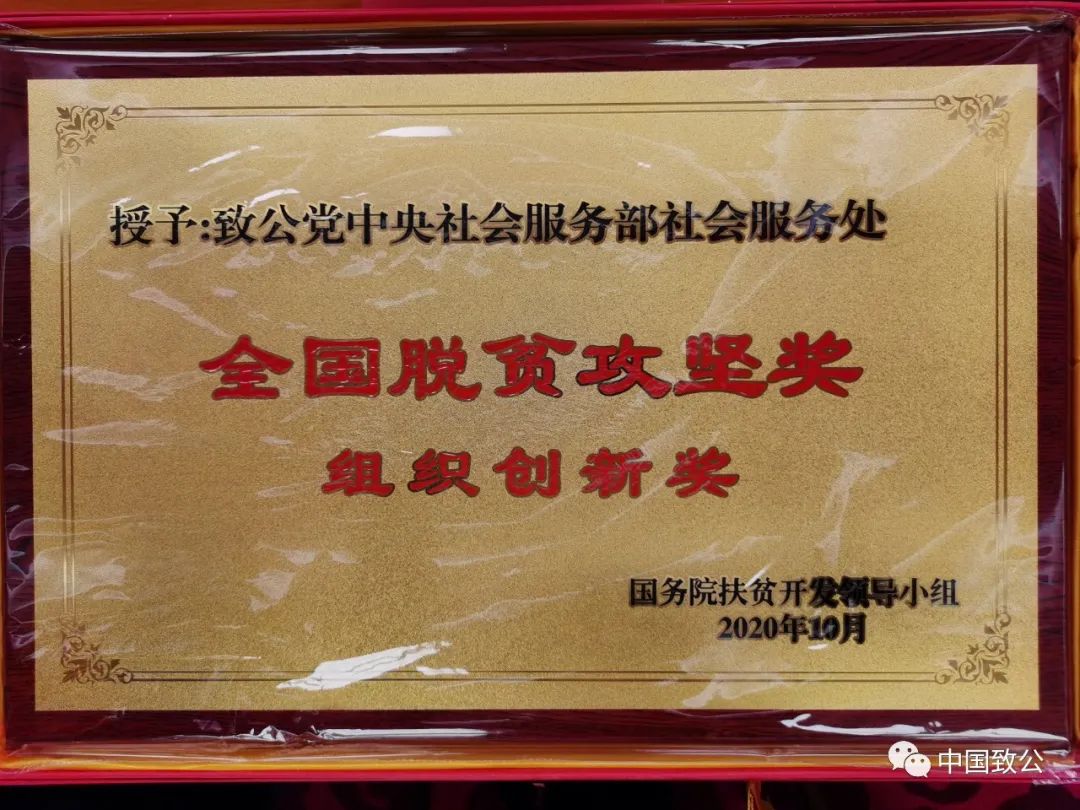 授予:致公党中央社会服务部社会服务处
全国脱贫攻坚奖
组织创新奖
国务院扶贫开发领导小组
2020年10月
中国致公